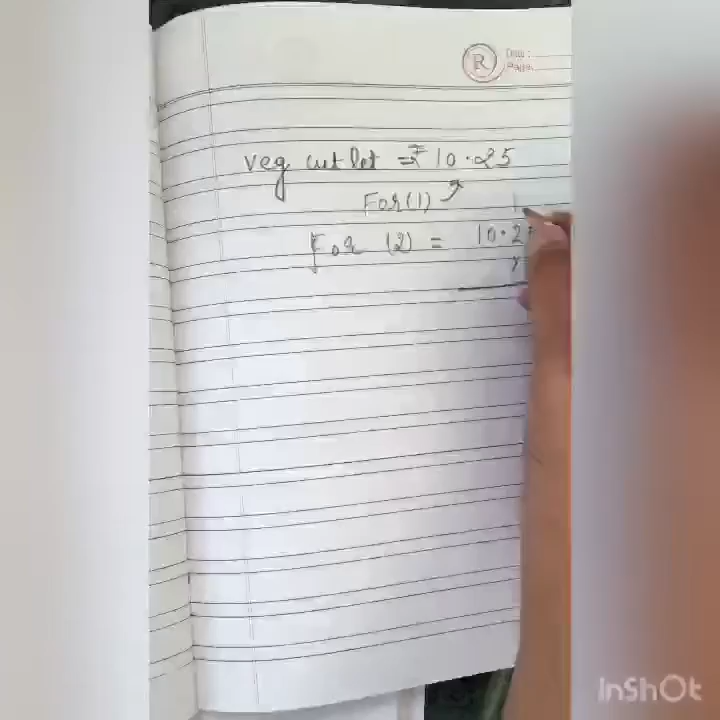 R Date :
Page :
veg cutlet = ₹ 10.25
For (1)
For (2) = 10.2
x
InShOt